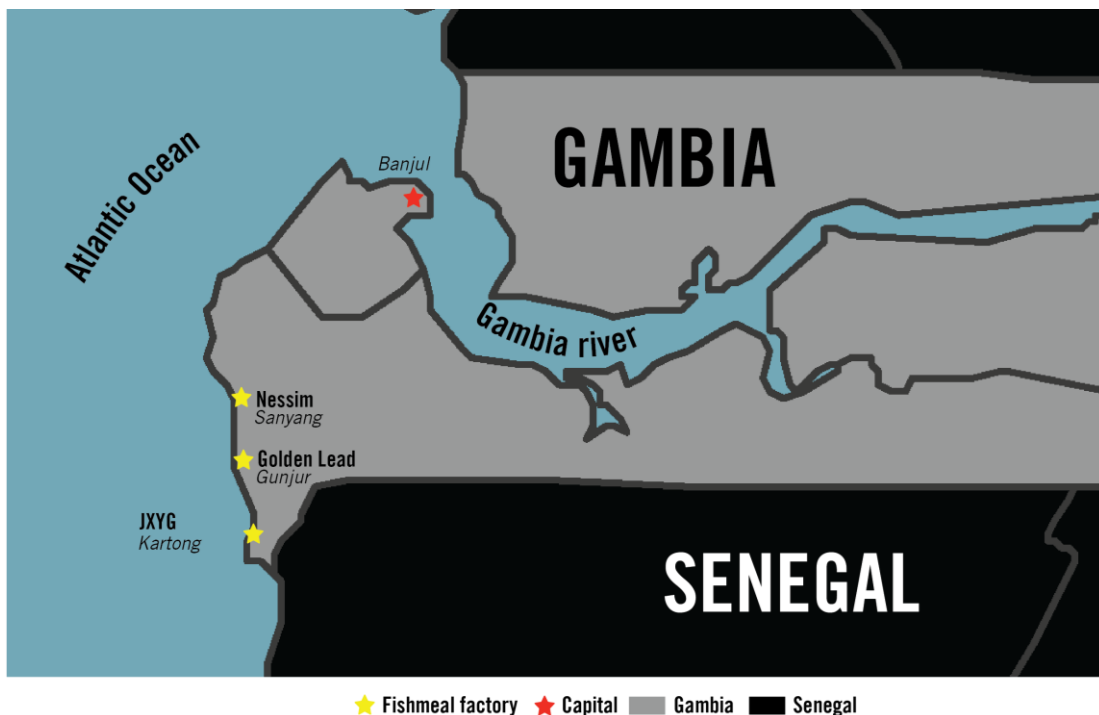 GAMBIA
Banjul
Atlantic Ocean
Gambia river
Nessim
Sanyang
Golden Lead
Gunjur
JXYG
Kartong
SENEGAL
Fishmeal factory Capital Gambia Senegal